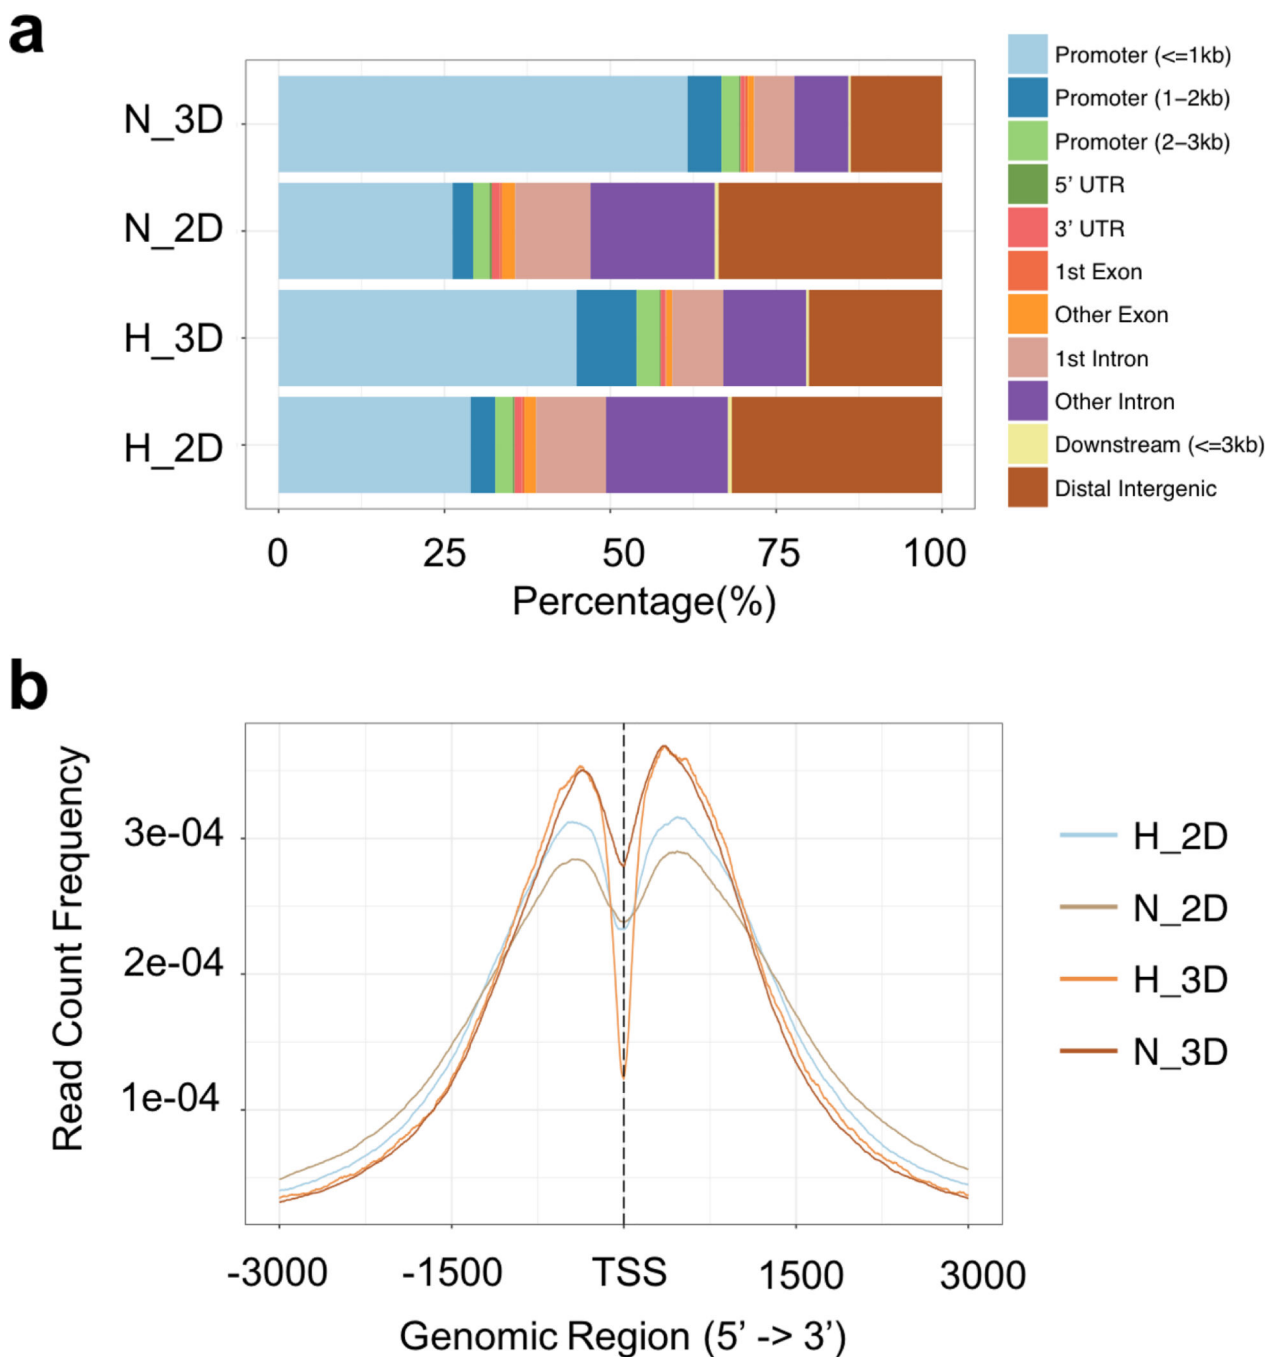 a
N_3D
N_2D
H_3D
H_2D
0 25 50 75 100
Percentage(%)
Promoter (<=1kb)
Promoter (1–2kb)
Promoter (2–3kb)
5’ UTR
3’ UTR
1st Exon
Other Exon
1st Intron
Other Intron
Downstream (<=3kb)
Distal Intergenic
b
Read Count Frequency
3e-04
2e-04
1e-04
-3000 -1500 TSS 1500 3000
Genomic Region (5’ -> 3’)
H_2D
N_2D
H_3D
N_3D